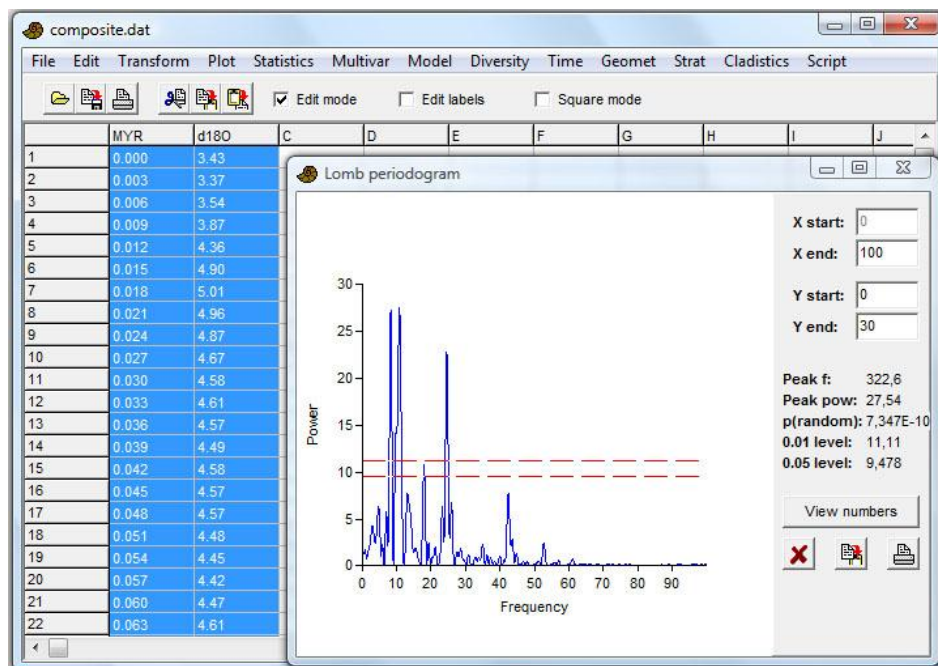 composite.dat
File Edit Transform Plot Statistics Multivar Model Diversity Time Geomet Strat Cladistics Script
Edit mode Edit labels Square mode
MYR d18O C D E F G H I J
1 0.000 3.43
2 0.003 3.37
3 0.006 3.54
4 0.009 3.87
5 0.012 4.36
6 0.015 4.90
7 0.018 5.01
8 0.021 4.96
9 0.024 4.87
10 0.027 4.67
11 0.030 4.58
12 0.033 4.61
13 0.036 4.57
14 0.039 4.49
15 0.042 4.58
16 0.045 4.57
17 0.048 4.57
18 0.051 4.48
19 0.054 4.45
20 0.057 4.42
21 0.060 4.47
22 0.063 4.61
Lomb periodogram
X start: 0
X end: 100
Y start: 0
Y end: 30
Peak f: 322,6
Peak pow: 27,54
p(random): 7,347E-10
0.01 level: 11,11
0.05 level: 9,478
View numbers
Power
30
25
20
15
10
5
0
0 10 20 30 40 50 60 70 80 90
Frequency